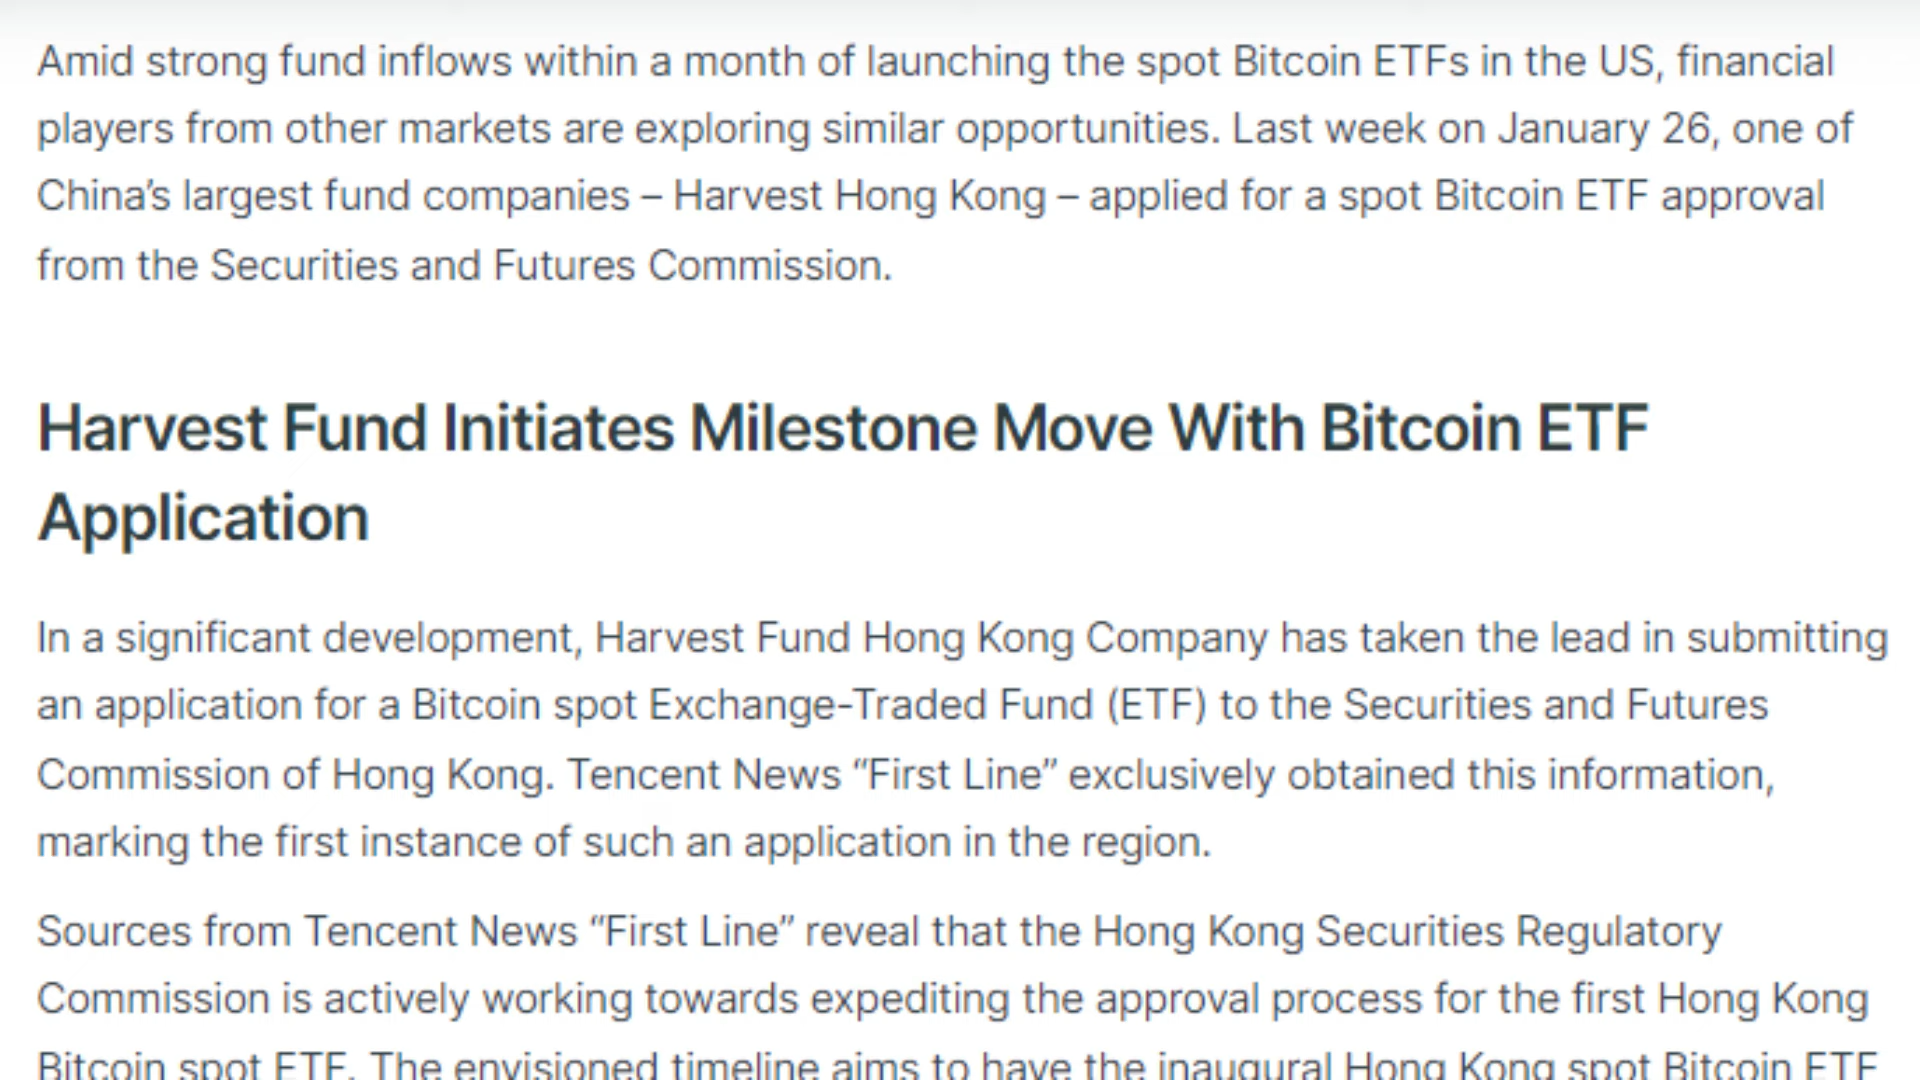 Amid strong fund inflows within a month of launching the spot Bitcoin ETFs in the US, financial
players from other markets are exploring similar opportunities. Last week on January 26, one of
China’s largest fund companies – Harvest Hong Kong – applied for a spot Bitcoin ETF approval
from the Securities and Futures Commission.
Harvest Fund Initiates Milestone Move With Bitcoin ETF
Application
In a significant development, Harvest Fund Hong Kong Company has taken the lead in submitting
an application for a Bitcoin spot Exchange-Traded Fund (ETF) to the Securities and Futures
Commission of Hong Kong. Tencent News “First Line” exclusively obtained this information,
marking the first instance of such an application in the region.
Sources from Tencent News “First Line” reveal that the Hong Kong Securities Regulatory
Commission is actively working towards expediting the approval process for the first Hong Kong
Bitcoin spot ETF. The envisioned timeline aims to have the inaugural Hong Kong spot Bitcoin ETF